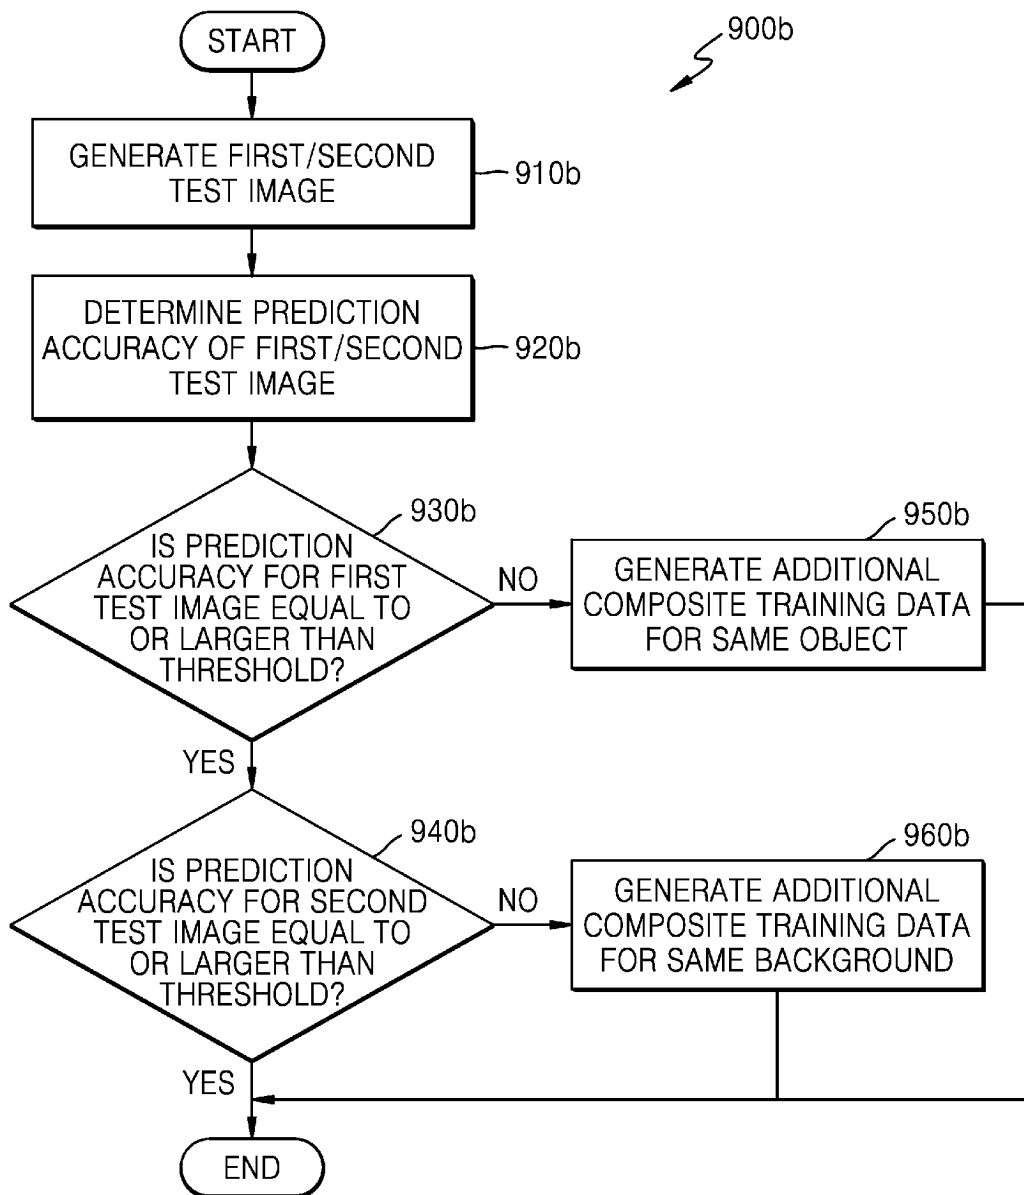 START
900b
GENERATE FIRST/SECOND
TEST IMAGE
910b
DETERMINE PREDICTION
ACCURACY OF FIRST/SECOND
TEST IMAGE
920b
930b
IS PREDICTION
ACCURACY FOR FIRST
TEST IMAGE EQUAL TO
OR LARGER THAN
THRESHOLD?
NO
950b
GENERATE ADDITIONAL
COMPOSITE TRAINING DATA
FOR SAME OBJECT
YES
940b
IS PREDICTION
ACCURACY FOR SECOND
TEST IMAGE EQUAL TO
OR LARGER THAN
THRESHOLD?
NO
960b
GENERATE ADDITIONAL
COMPOSITE TRAINING DATA
FOR SAME BACKGROUND
YES
END